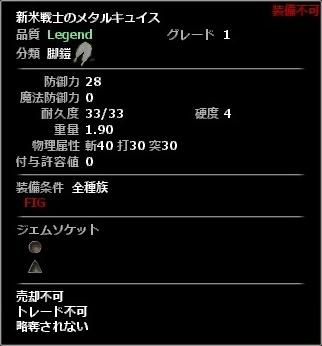 装備不可
新米戦士のメタルキュイス
品質 Legend グレード 1
分類 脚鎧
防御力 28
魔法防御力 0
耐久度 33/33 硬度 4
重量 1.90
物理属性 斬40 打30 突30
付与許容値 0
装備条件 全種族
FIG
ジェムソケット
売却不可
トレード不可
略奪されない